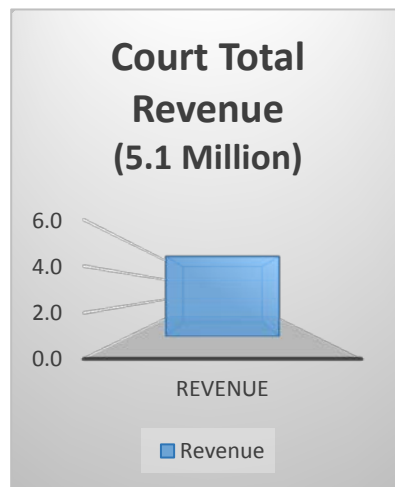 Court Total
Revenue
(5.1 Million)
6.0
4.0
2.0
0.0
REVENUE
Revenue